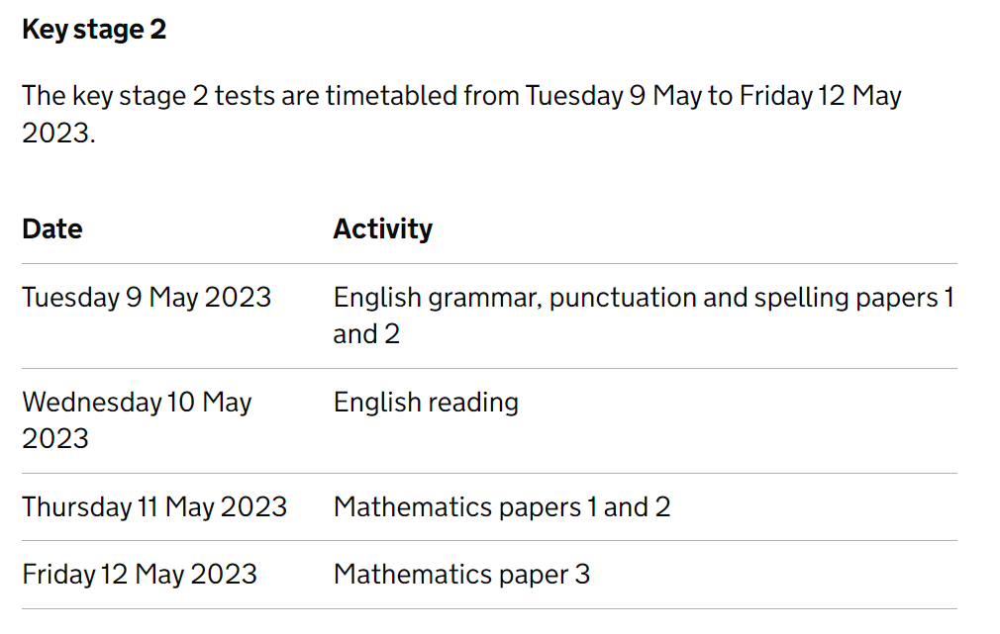 Key stage 2
The key stage 2 tests are timetabled from Tuesday 9 May to Friday 12 May
2023.
Date Activity
Tuesday 9 May 2023 English grammar, punctuation and spelling papers 1
and 2
Wednesday 10 May English reading
2023
Thursday 11 May 2023 Mathematics papers 1 and 2
Friday 12 May 2023 Mathematics paper 3